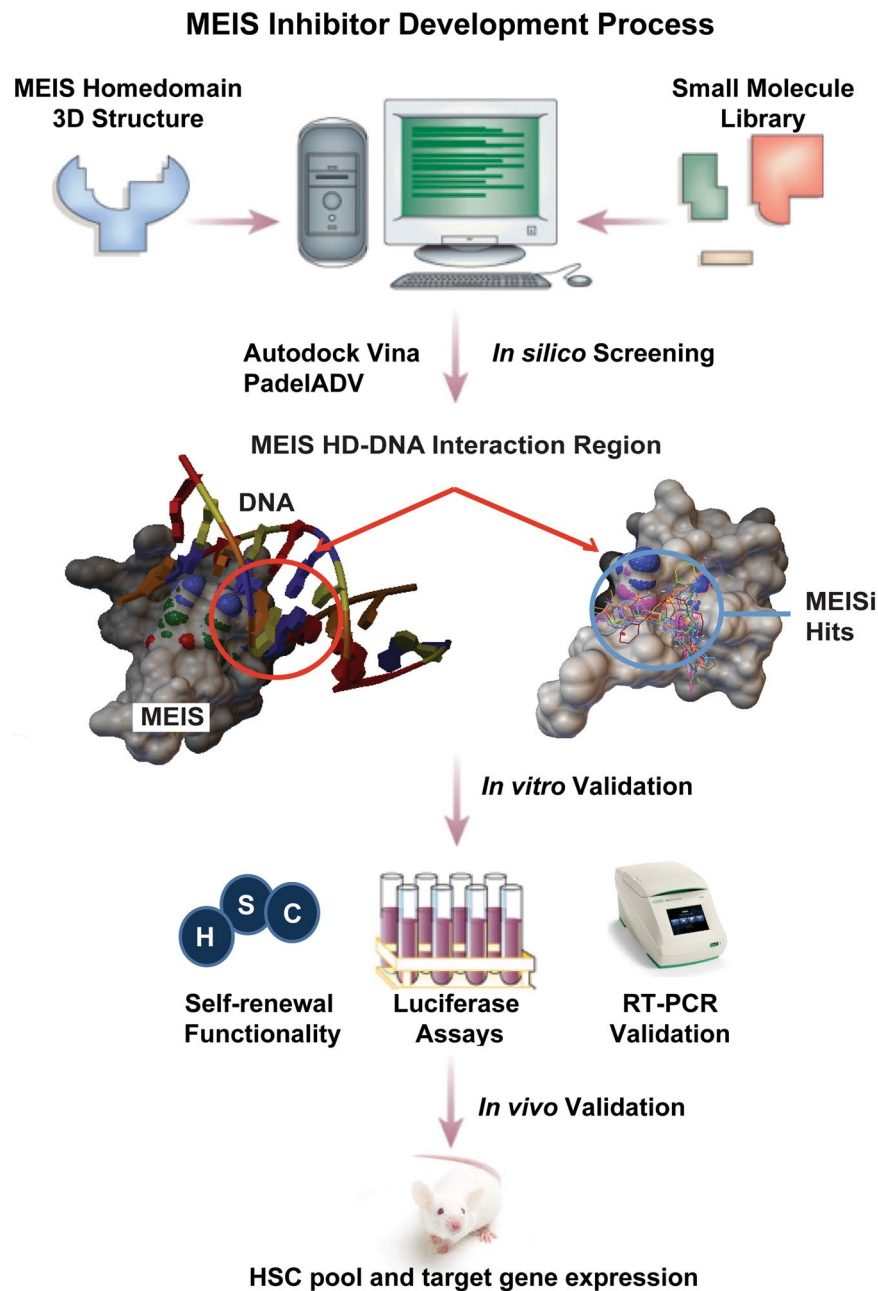 MEIS Inhibitor Development Process
MEIS Homedomain
3D Structure
Small Molecule
Library
Autodock Vina
PadelADV
In silico Screening
MEIS HD-DNA Interaction Region
DNA
MEIS
MEISi
Hits
In vitro Validation
H
S
C
Self-renewal
Functionality
Luciferase
Assays
RT-PCR
Validation
In vivo Validation
HSC pool and target gene expression